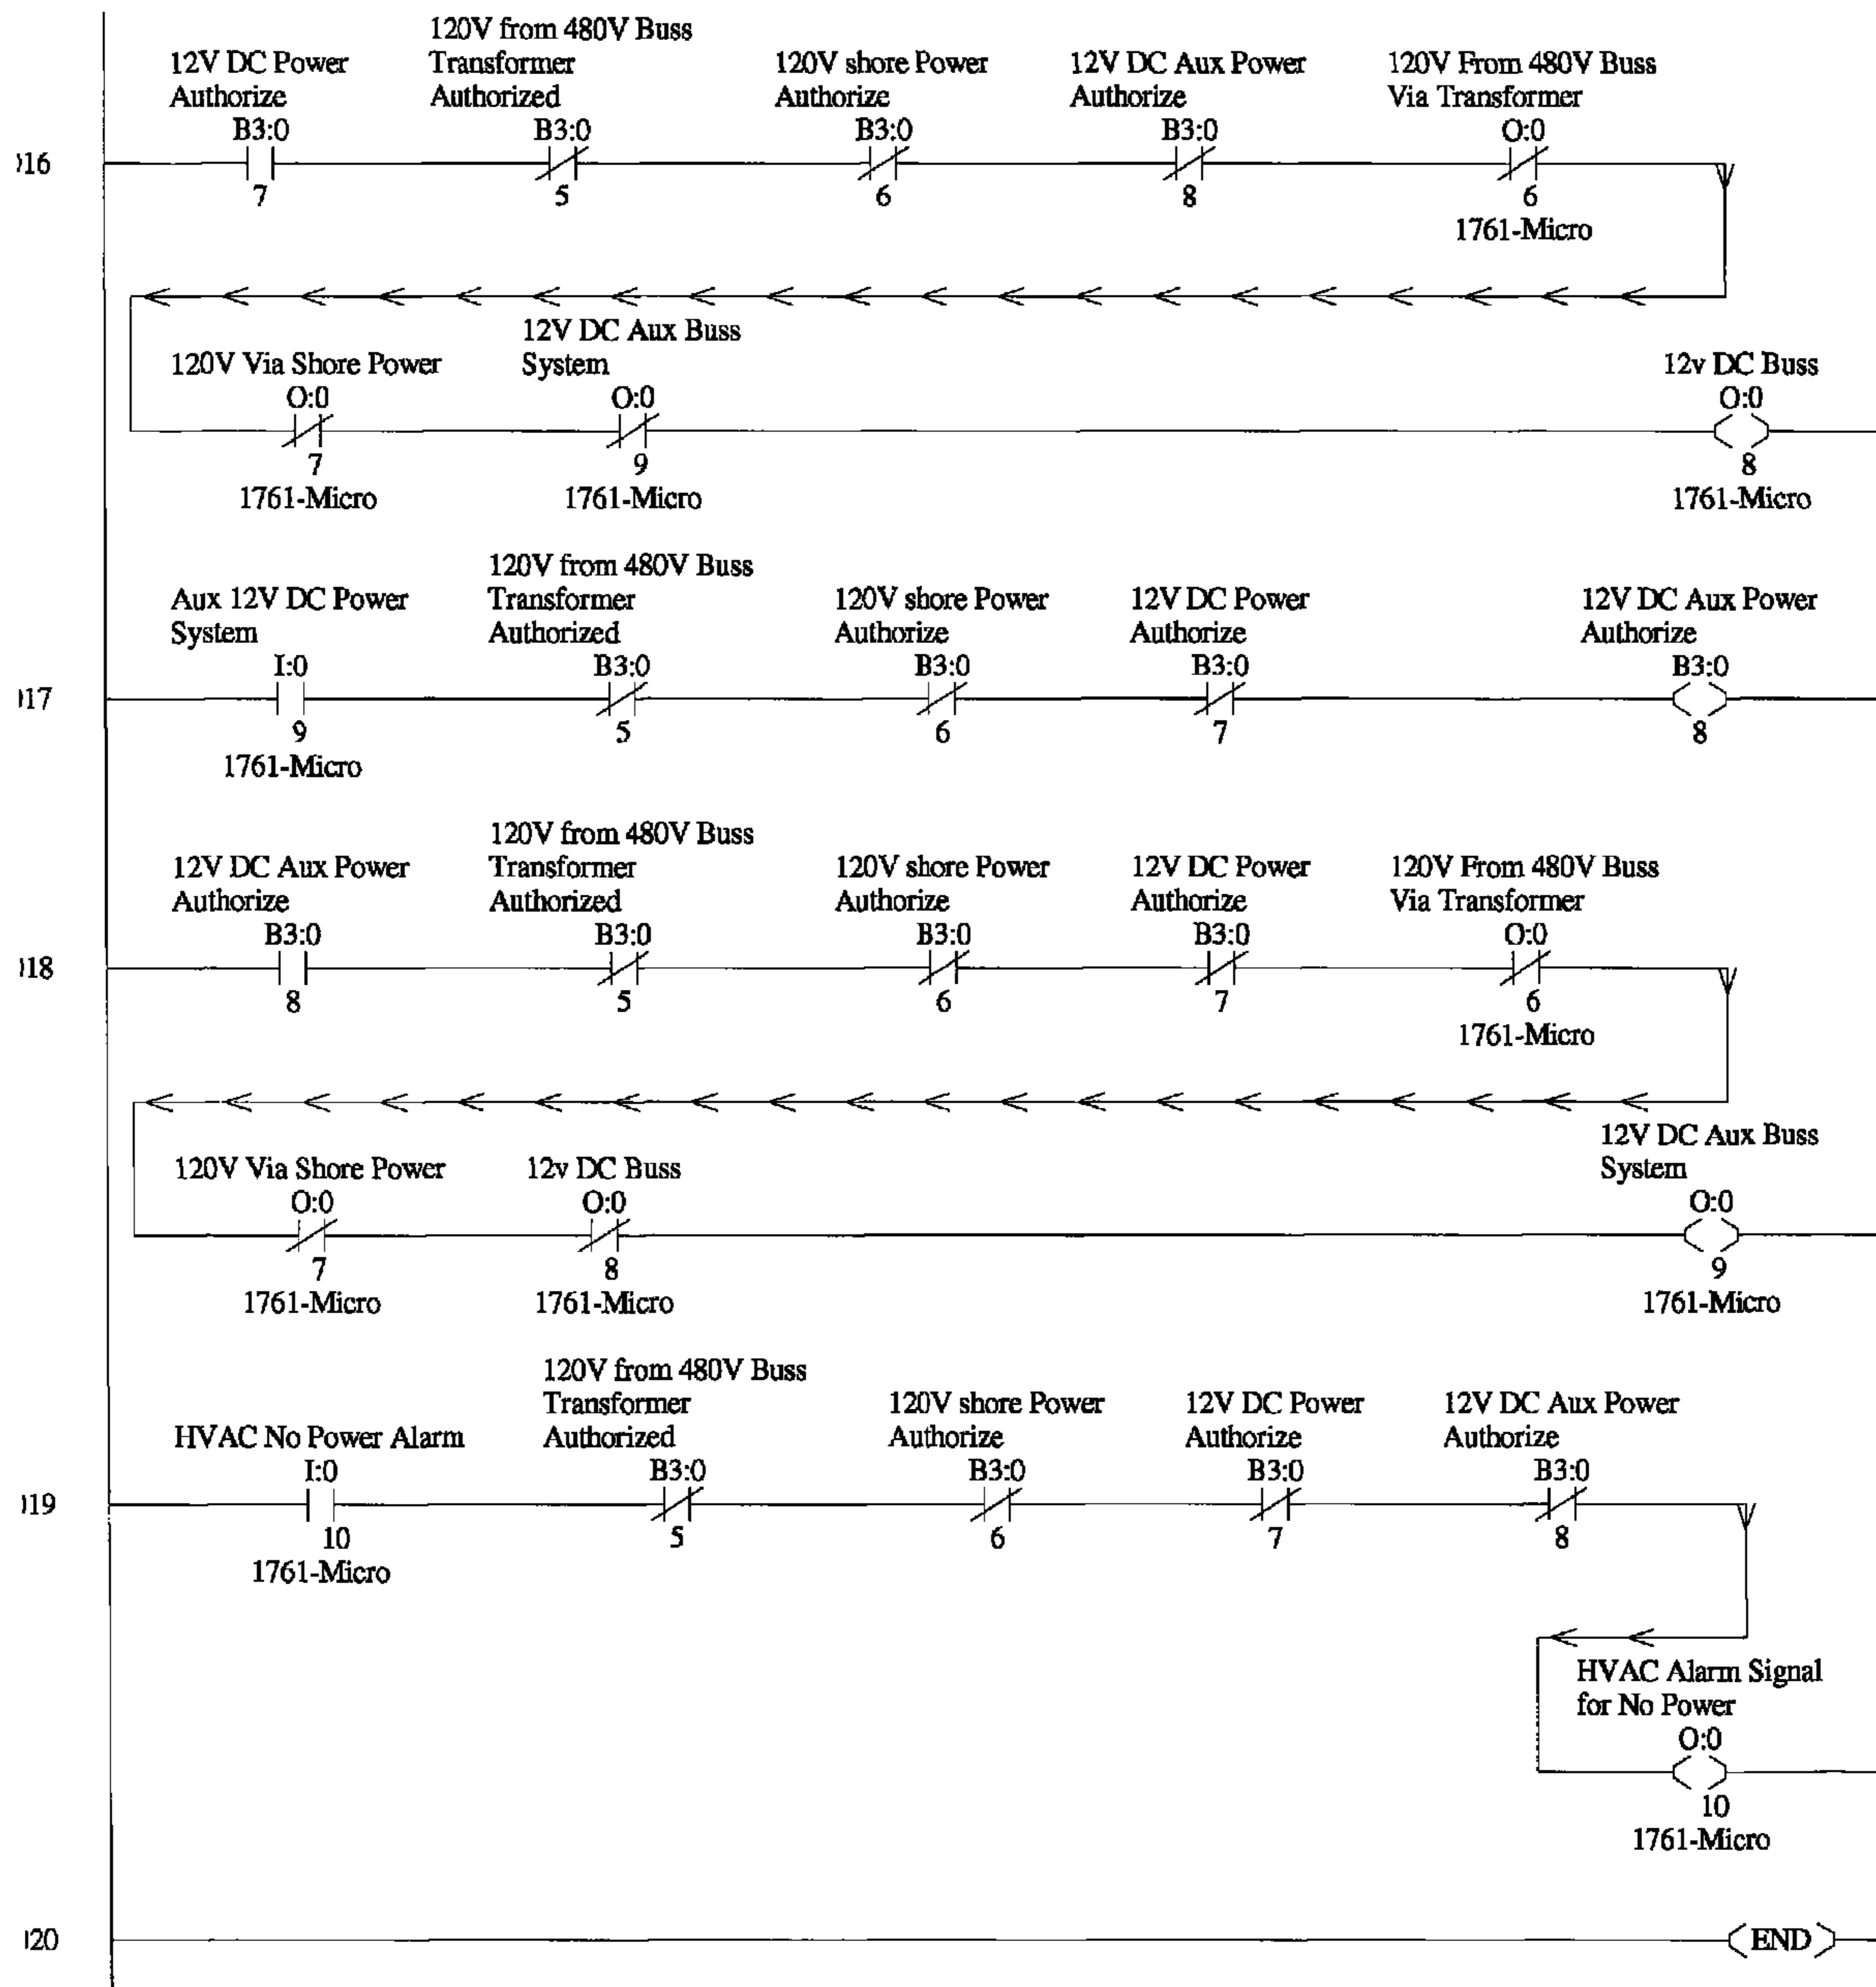 12V DC Power
Authorize
B3:0
7
120V from 480V Buss
Transformer
Authorized
B3:0
5
120V shore Power
Authorize
B3:0
6
12V DC Aux Power
Authorize
B3:0
8
120V From 480V Buss
Via Transformer
O:0
6
1761-Micro
16
120V Via Shore Power
O:0
7
1761-Micro
12V DC Aux Buss
System
O:0
9
1761-Micro
12v DC Buss
O:0
8
1761-Micro
17
Aux 12V DC Power
System
I:0
9
1761-Micro
120V from 480V Buss
Transformer
Authorized
B3:0
5
120V shore Power
Authorize
B3:0
6
12V DC Power
Authorize
B3:0
7
12V DC Aux Power
Authorize
B3:0
8
18
12V DC Aux Power
Authorize
B3:0
8
120V from 480V Buss
Transformer
Authorized
B3:0
5
120V shore Power
Authorize
B3:0
6
12V DC Power
Authorize
B3:0
7
120V From 480V Buss
Via Transformer
O:0
6
1761-Micro
120V Via Shore Power
O:0
7
1761-Micro
12v DC Buss
O:0
8
1761-Micro
12V DC Aux Buss
System
O:0
9
1761-Micro
19
HVAC No Power Alarm
I:0
10
1761-Micro
120V from 480V Buss
Transformer
Authorized
B3:0
5
120V shore Power
Authorize
B3:0
6
12V DC Power
Authorize
B3:0
7
12V DC Aux Power
Authorize
B3:0
8
HVAC Alarm Signal
for No Power
O:0
10
1761-Micro
20
END